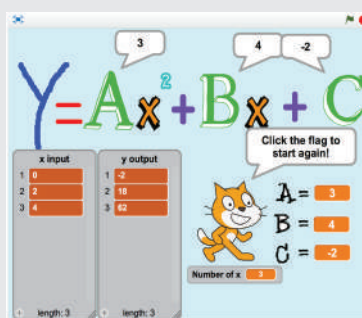 3
4 -2
Y=Ax²+Bx+C
Click the flag to
start again!
x input
1 0
2 2
3 4
+ length: 3
y output
1 -2
2 18
3 62
+ length: 3
A = 3
B = 4
C = -2
Number of x 3